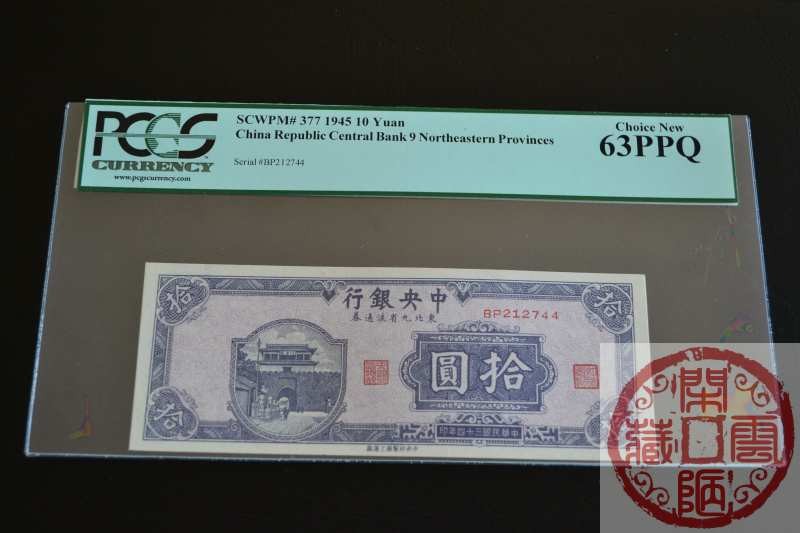 PCGS
CURRENCY
www.pcgscurrency.com
SCWPM# 377 1945 10 Yuan
China Republic Central Bank 9 Northeastern Provinces
Serial #BP212744
Choice New
63PPQ
行銀央中
券通流省九北東
BP212744
拾
拾
圓拾
拾
印年四十三國民華中
雲